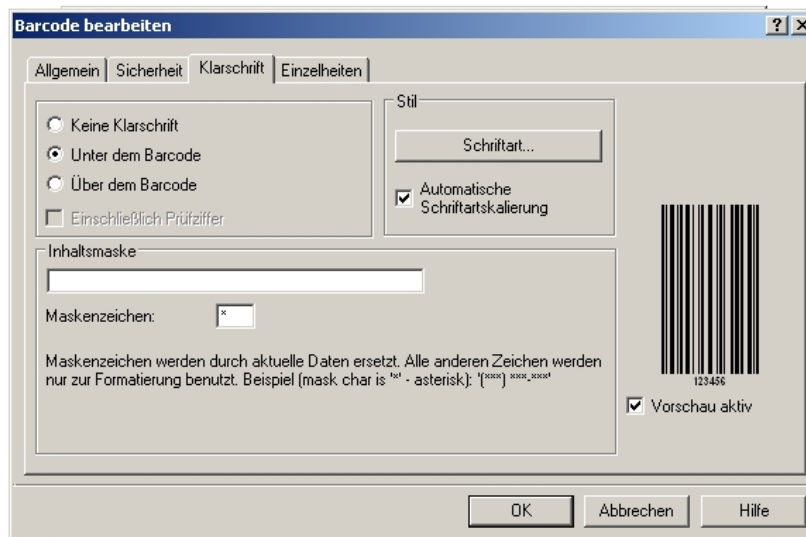 Barcode bearbeiten
Allgemein Sicherheit Klarschrift Einzelheiten
Keine Klarschrift
Unter dem Barcode
Über dem Barcode
Einschließlich Prüfziffer
Stil
Schriftart...
Automatische
Schriftartskalierung
Inhaltsmaske
Maskenzeichen: *
Maskenzeichen werden durch aktuelle Daten ersetzt. Alle anderen Zeichen werden
nur zur Formatierung benutzt. Beispiel (mask char is '*' - asterisk): '(***) ***-***'
123456
Vorschau aktiv
OK Abbrechen Hilfe